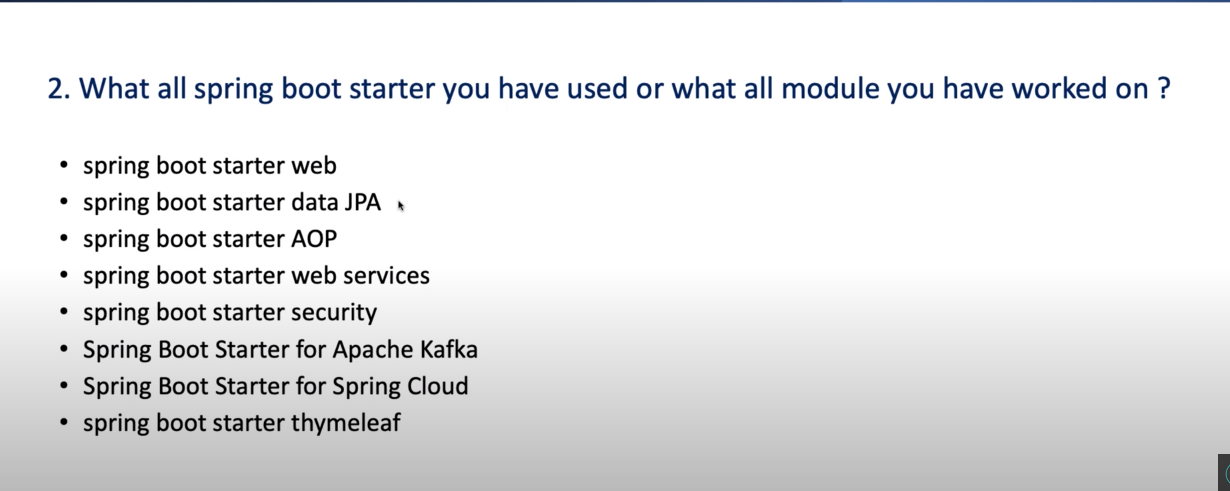 2. What all spring boot starter you have used or what all module you have worked on ?
• spring boot starter web
• spring boot starter data JPA
• spring boot starter AOP
• spring boot starter web services
• spring boot starter security
• Spring Boot Starter for Apache Kafka
• Spring Boot Starter for Spring Cloud
• spring boot starter thymeleaf